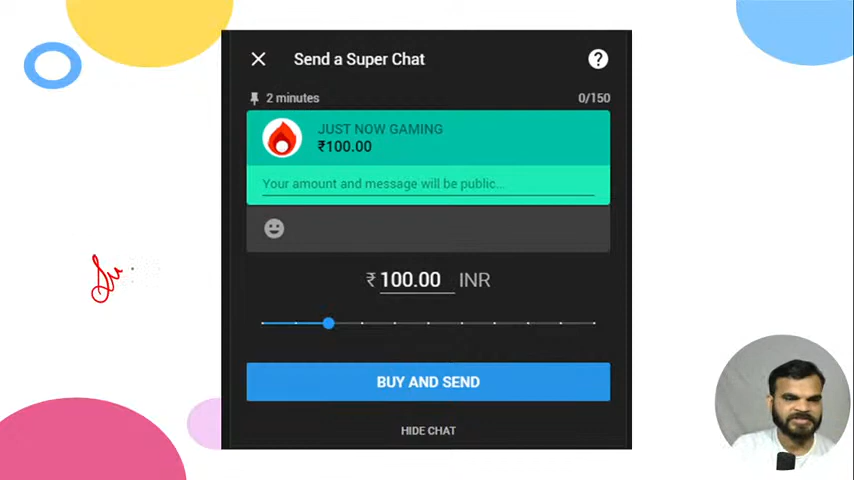 Send a Super Chat
2 minutes 0/150
JUST NOW GAMING
₹100.00
Your amount and message will be public...
₹ 100.00 INR
BUY AND SEND
HIDE CHAT
Su